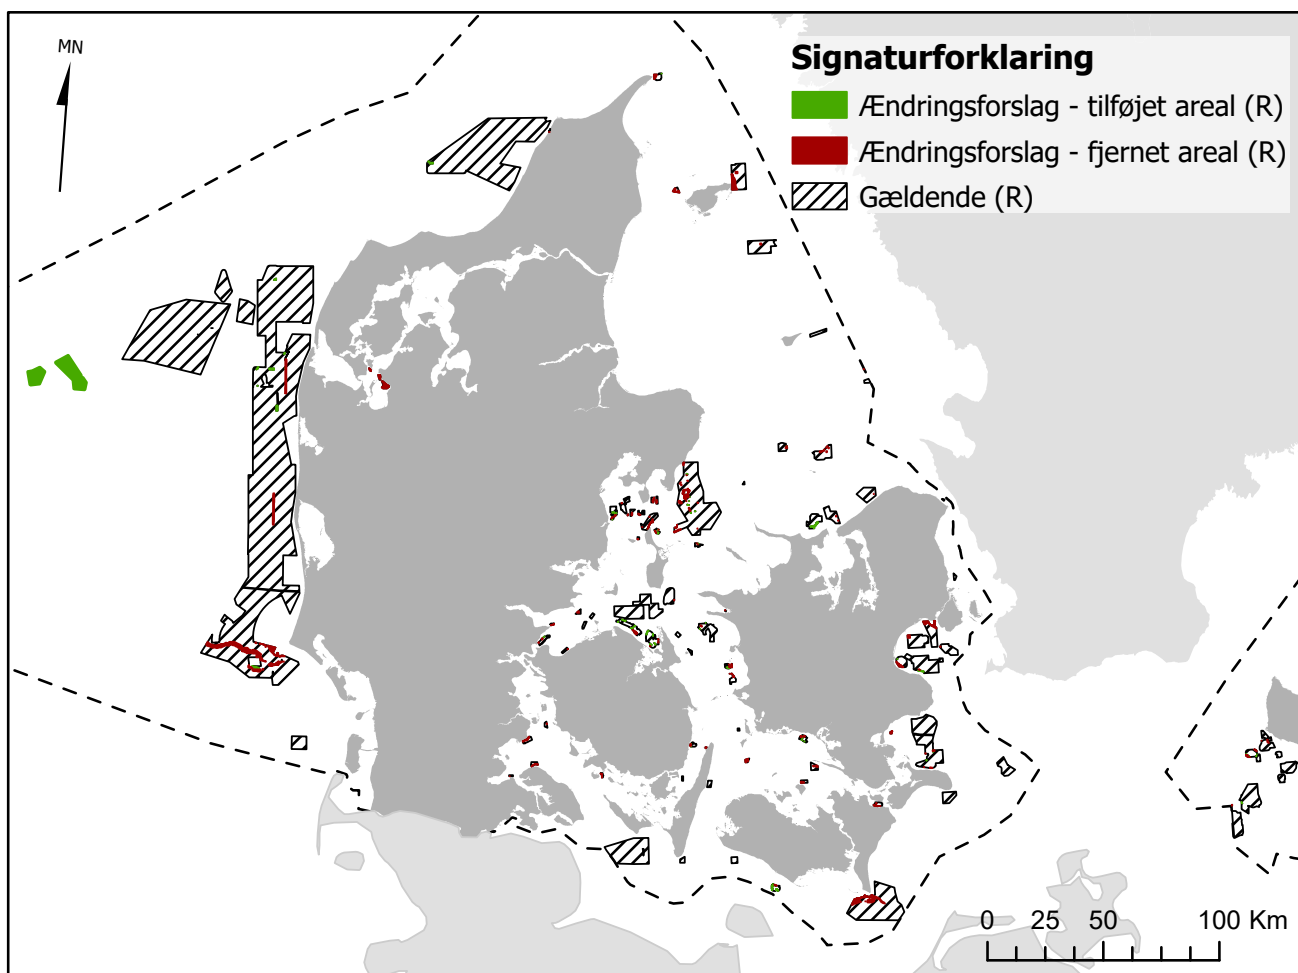 MN
Signaturforklaring
Ændringsforslag - tilføjet areal (R)
Ændringsforslag - fjernet areal (R)
Gældende (R)
0 25 50 100 Km